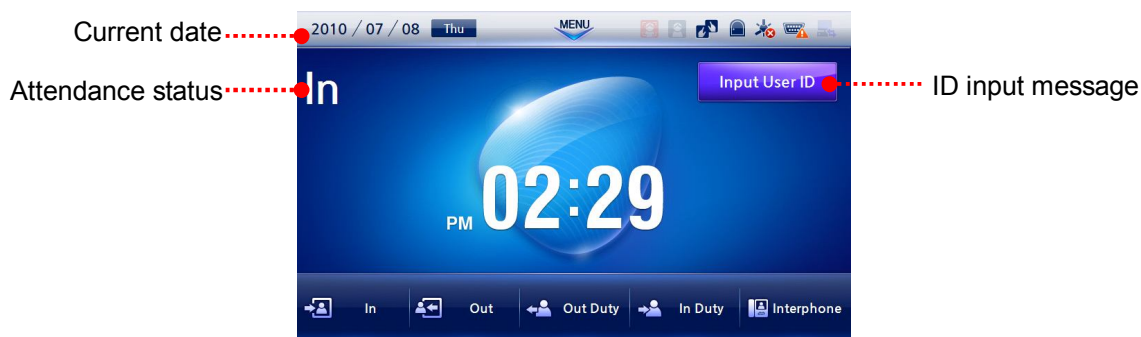 Current date
2010 / 07 / 08 Thu
MENU
Attendance status
In
Input User ID
ID input message
PM 02:29
In
Out
Out Duty
In Duty
Interphone